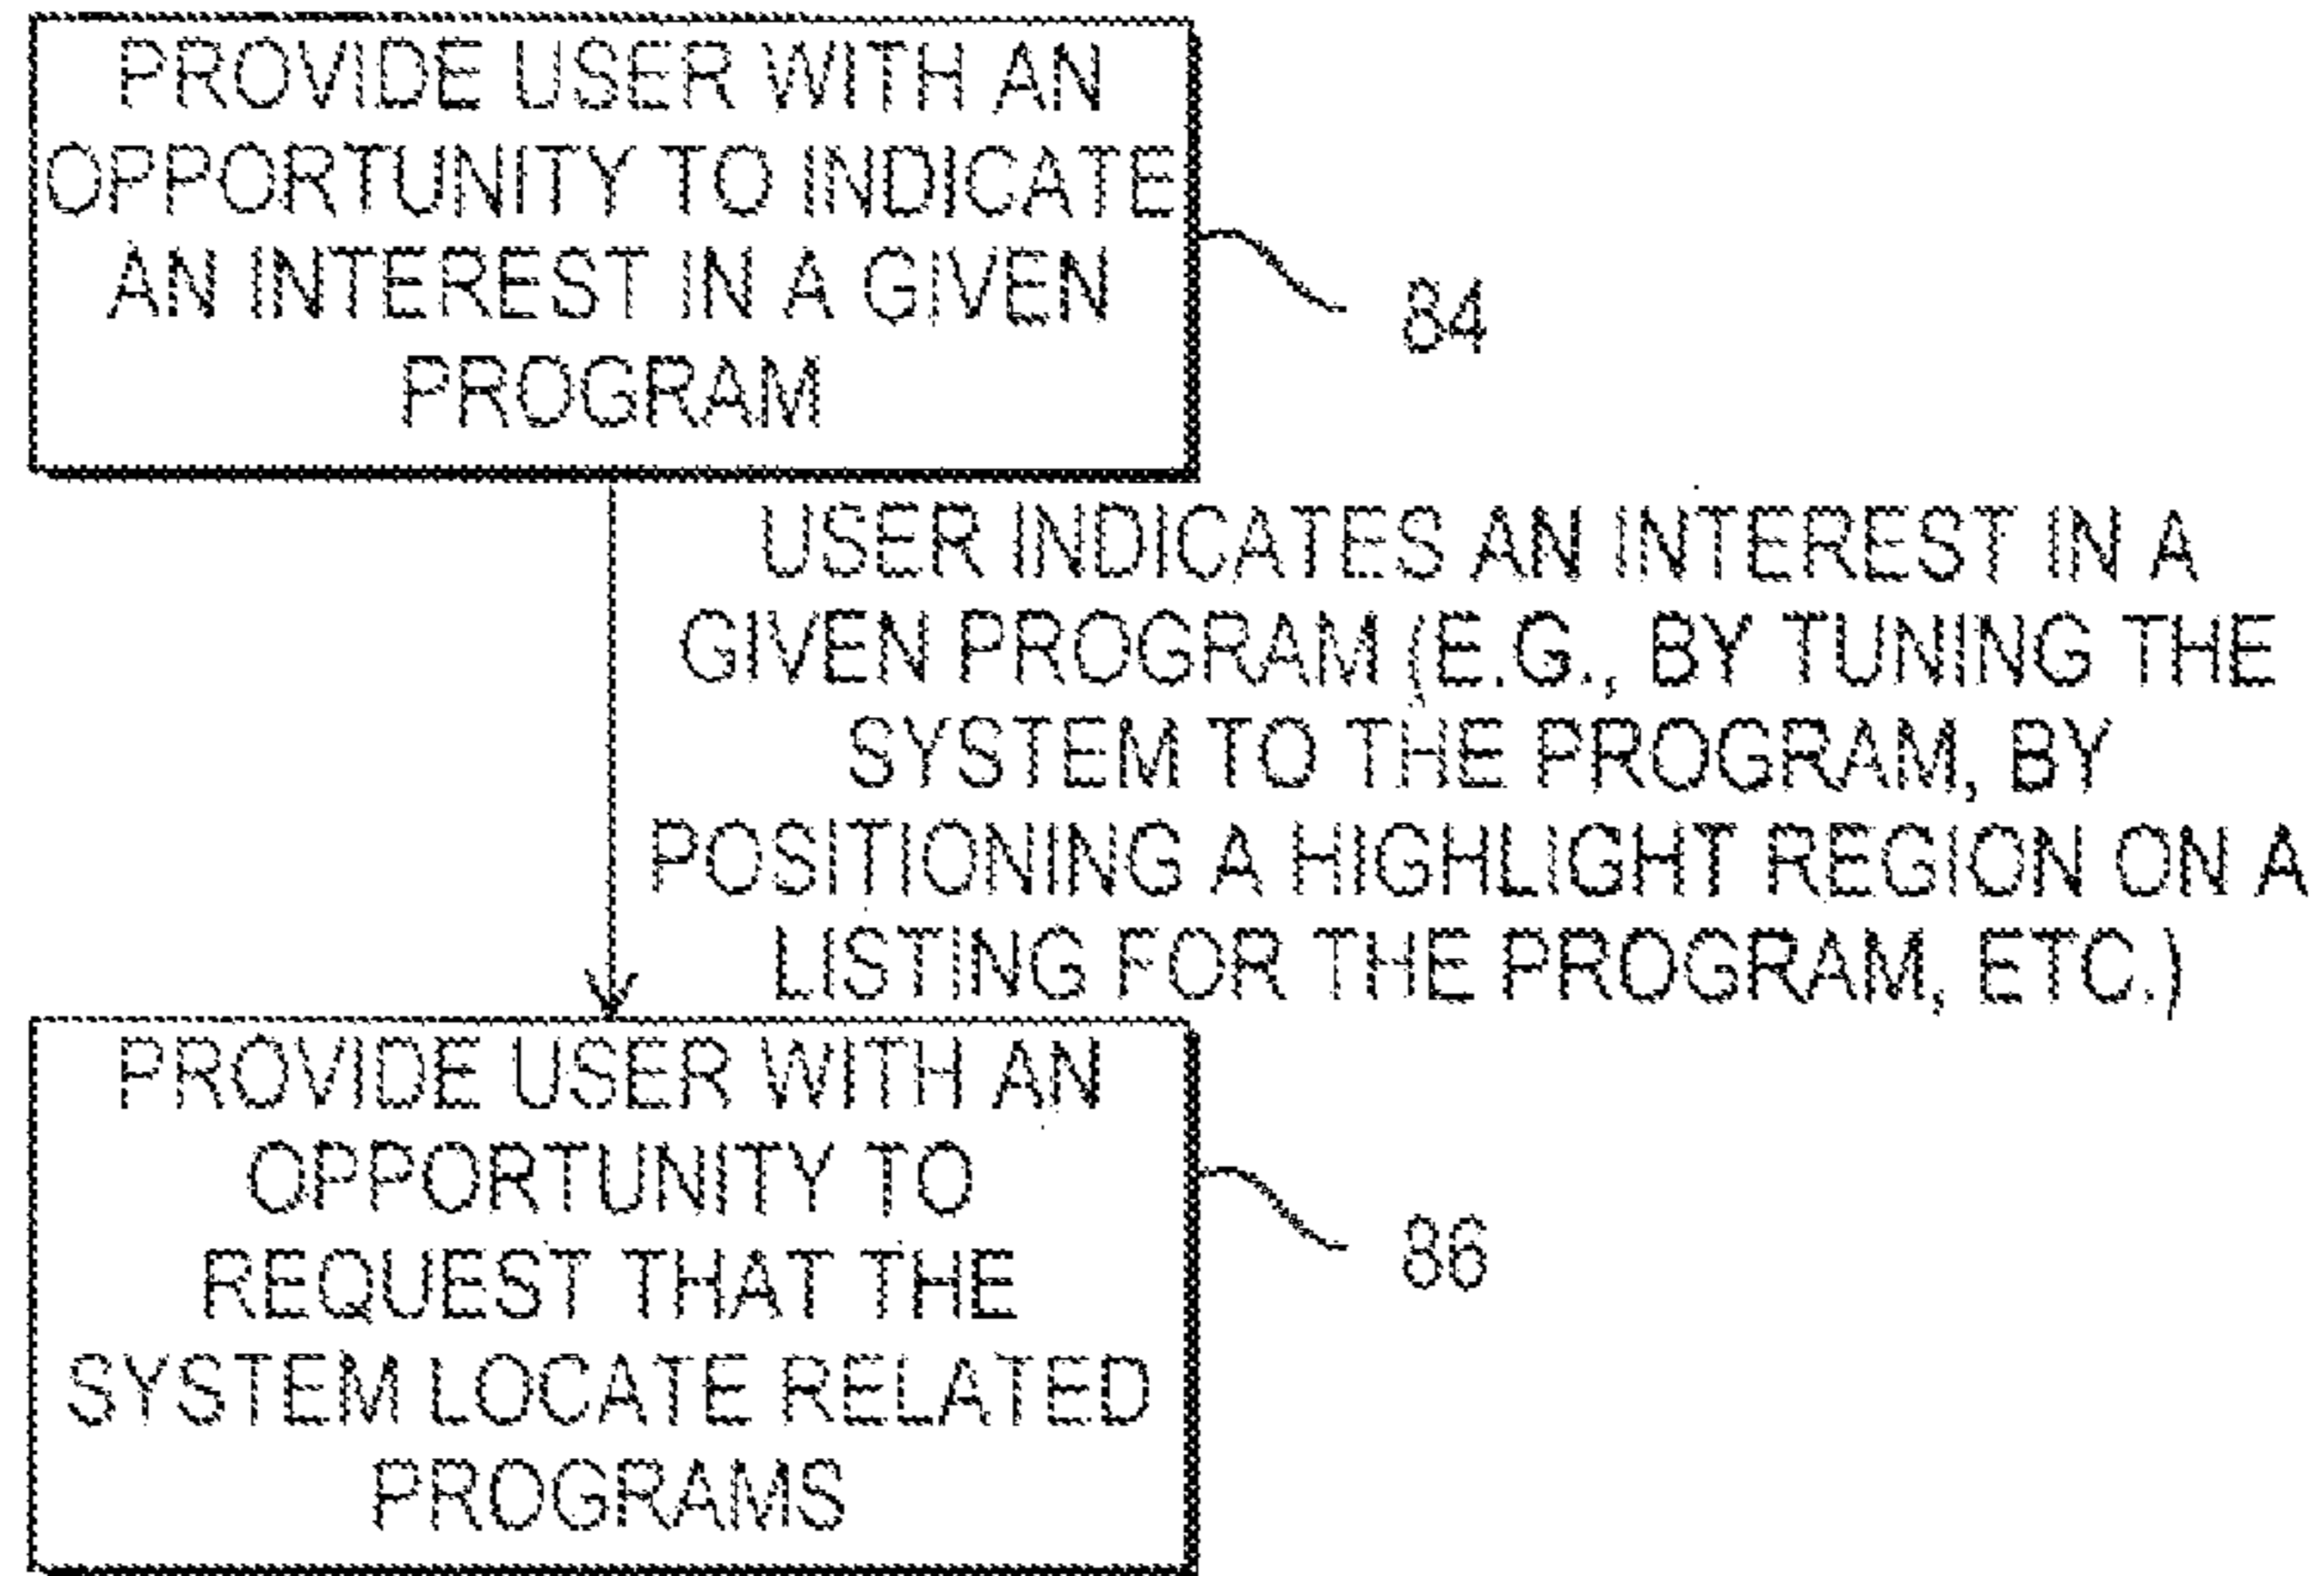 PROVIDE USER WITH AN
OPPORTUNITY TO INDICATE
AN INTEREST IN A GIVEN
PROGRAM
84
USER INDICATES AN INTEREST IN A
GIVEN PROGRAM (E.G., BY TUNING THE
SYSTEM TO THE PROGRAM, BY
POSITIONING A HIGHLIGHT REGION ON A
LISTING FOR THE PROGRAM, ETC.)
PROVIDE USER WITH AN
OPPORTUNITY TO
REQUEST THAT THE
SYSTEM LOCATE RELATED
PROGRAMS
86